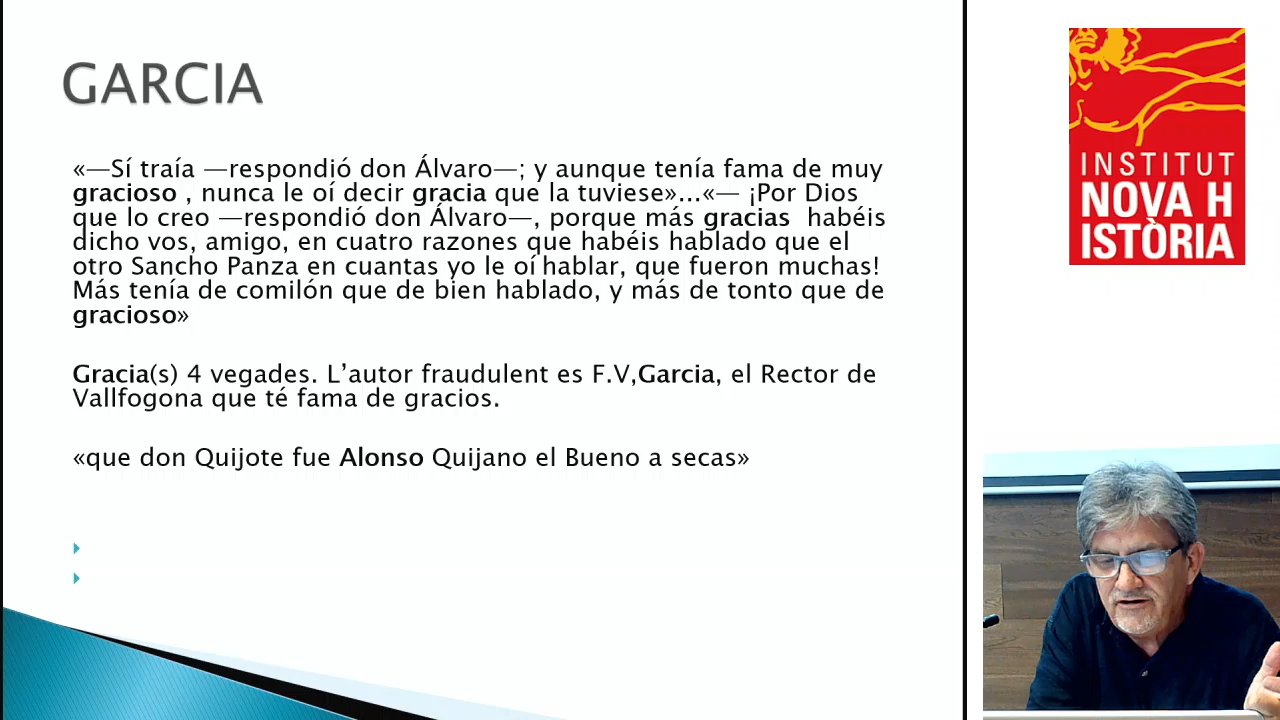 GARCIA
«—Sí traía —respondió don Álvaro—; y aunque tenía fama de muy
gracioso , nunca le oí decir gracia que la tuviese»...«— ¡Por Dios
que lo creo —respondió don Álvaro—, porque más gracias habéis
dicho vos, amigo, en cuatro razones que habéis hablado que el
otro Sancho Panza en cuantas yo le oí hablar, que fueron muchas!
Más tenía de comilón que de bien hablado, y más de tonto que de
gracioso»
Gracia(s) 4 vegades. L’autor fraudulent es F.V,Garcia, el Rector de
Vallfogona que té fama de gracios.
«que don Quijote fue Alonso Quijano el Bueno a secas»
INSTITUT
NOVA H
ISTÒRIA